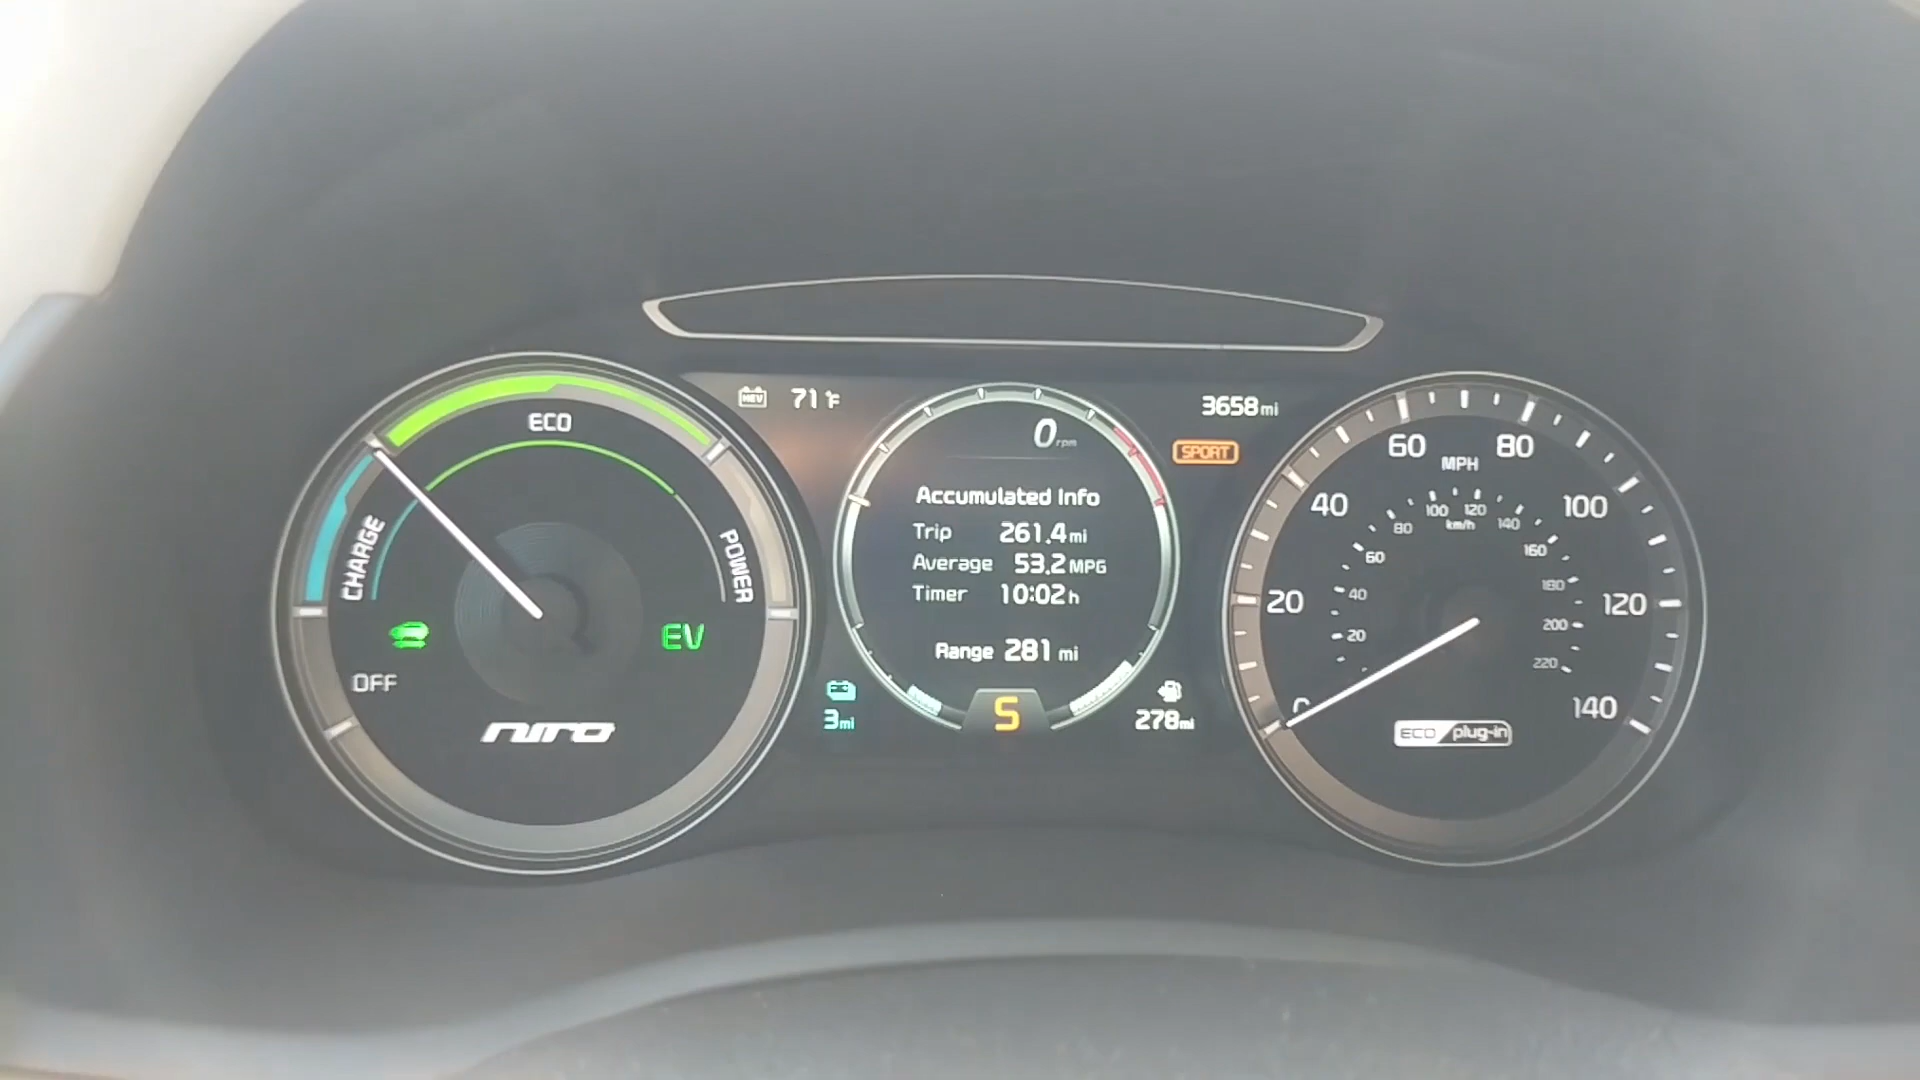 ECO
CHARGE
POWER
EV
OFF
NIRO
HEV 71°F
3658mi
SPORT
0rpm
Accumulated Info
Trip 261.4mi
Average 53.2MPG
Timer 10:02h
Range 281 mi
3mi
S
278mi
0 20 40 60 80 100 120 140
MPH
20 40 60 80 100 120 140 160 180 200 220
km/h
ECO plug-in